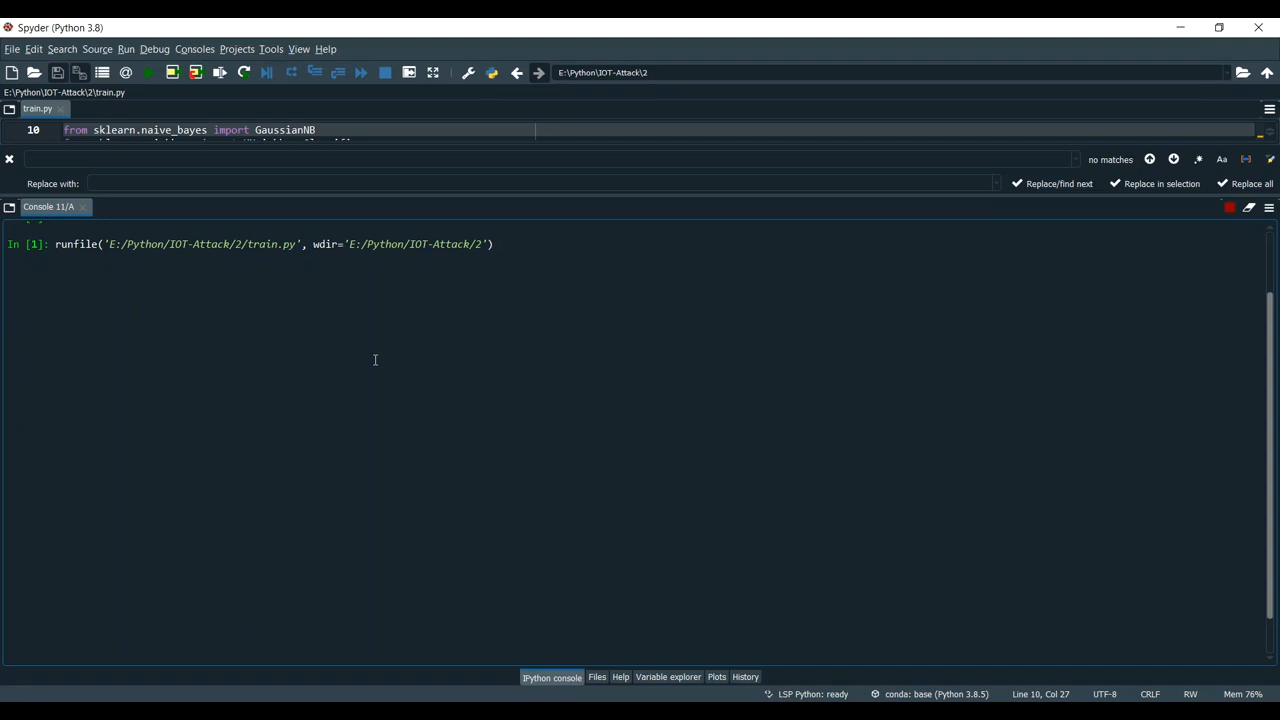 Spyder (Python 3.8)
File Edit Search Source Run Debug Consoles Projects Tools View Help
E:\Python\IOT-Attack\2
E:\Python\IOT-Attack\2\train.py
train.py
10 from sklearn.naive_bayes import GaussianNB
no matches
Aa
Replace with:
Replace/find next
Replace in selection
Replace all
Console 11/A
In [1]: runfile('E:/Python/IOT-Attack/2/train.py', wdir='E:/Python/IOT-Attack/2')
IPython console Files Help Variable explorer Plots History
LSP Python: ready conda: base (Python 3.8.5) Line 10, Col 27 UTF-8 CRLF RW Mem 76%